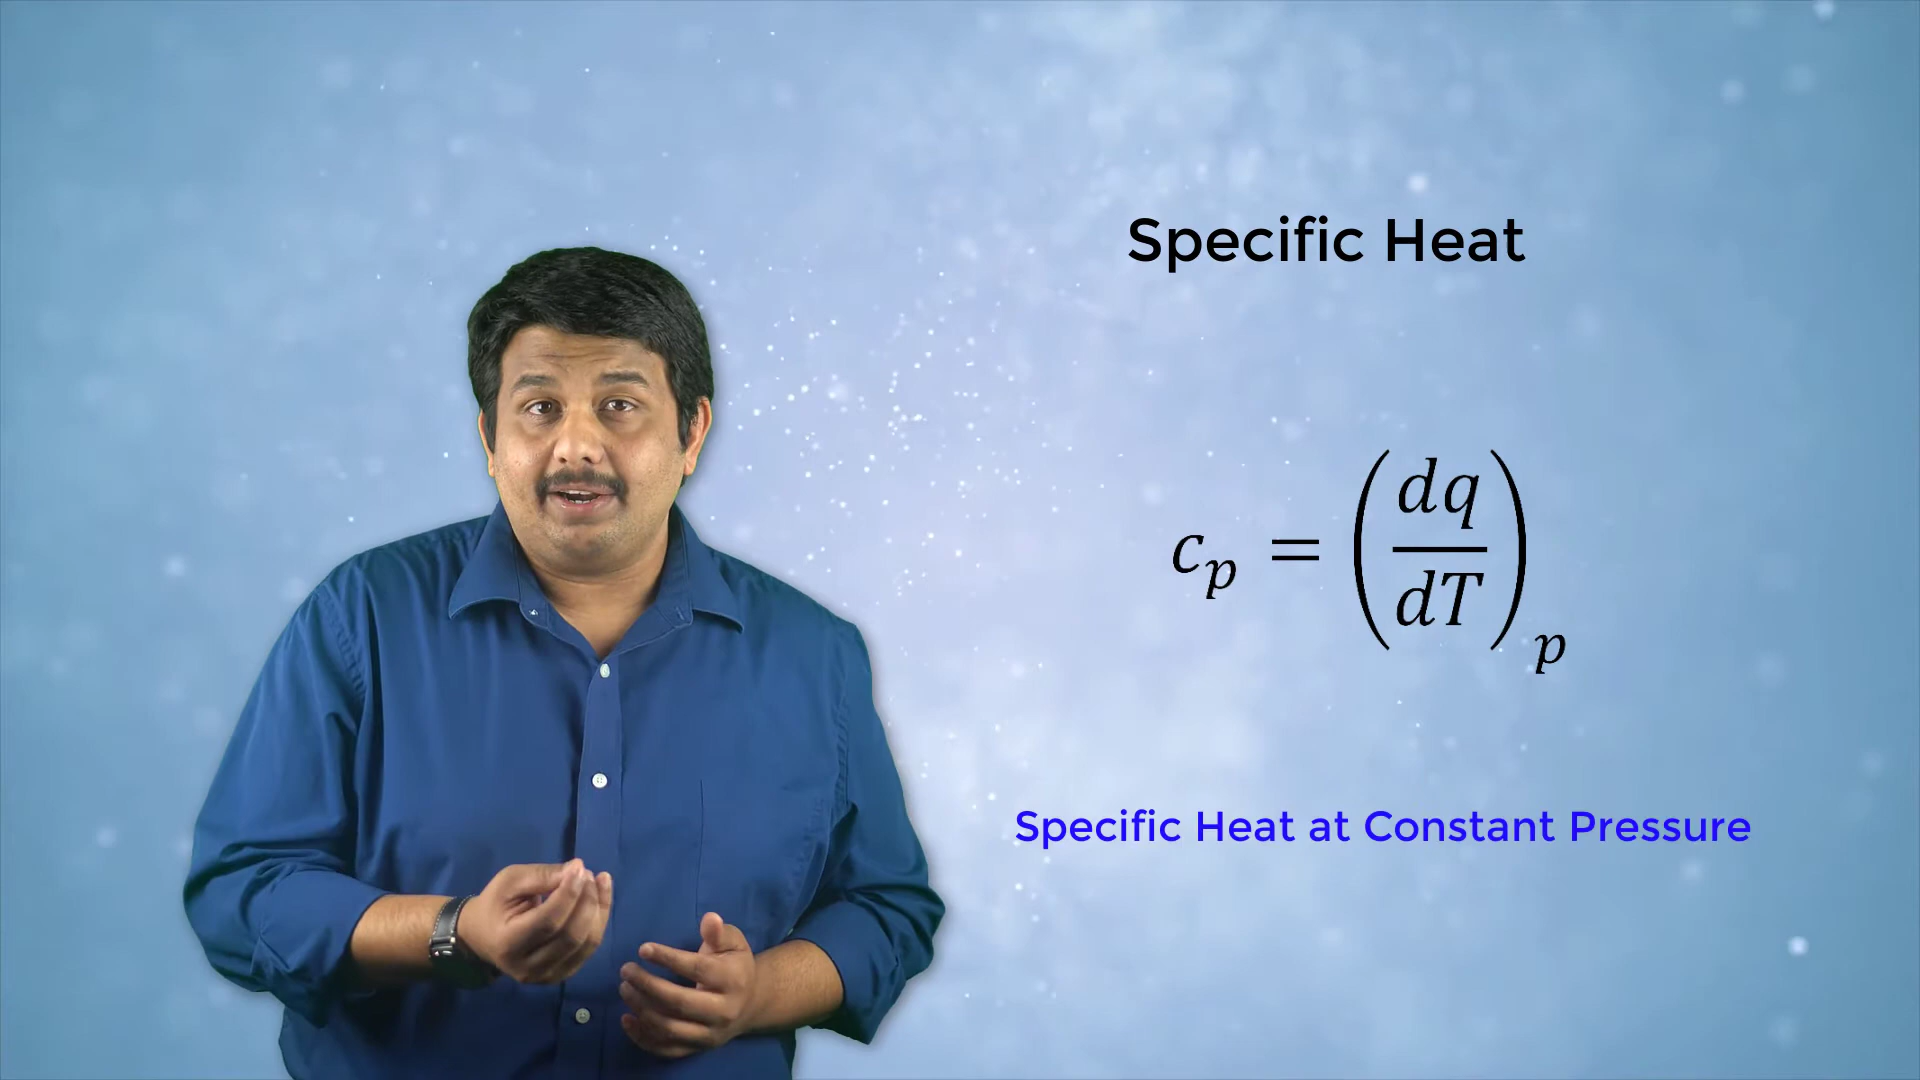 Specific Heat
c_p = (dq/dT)_p
Specific Heat at Constant Pressure